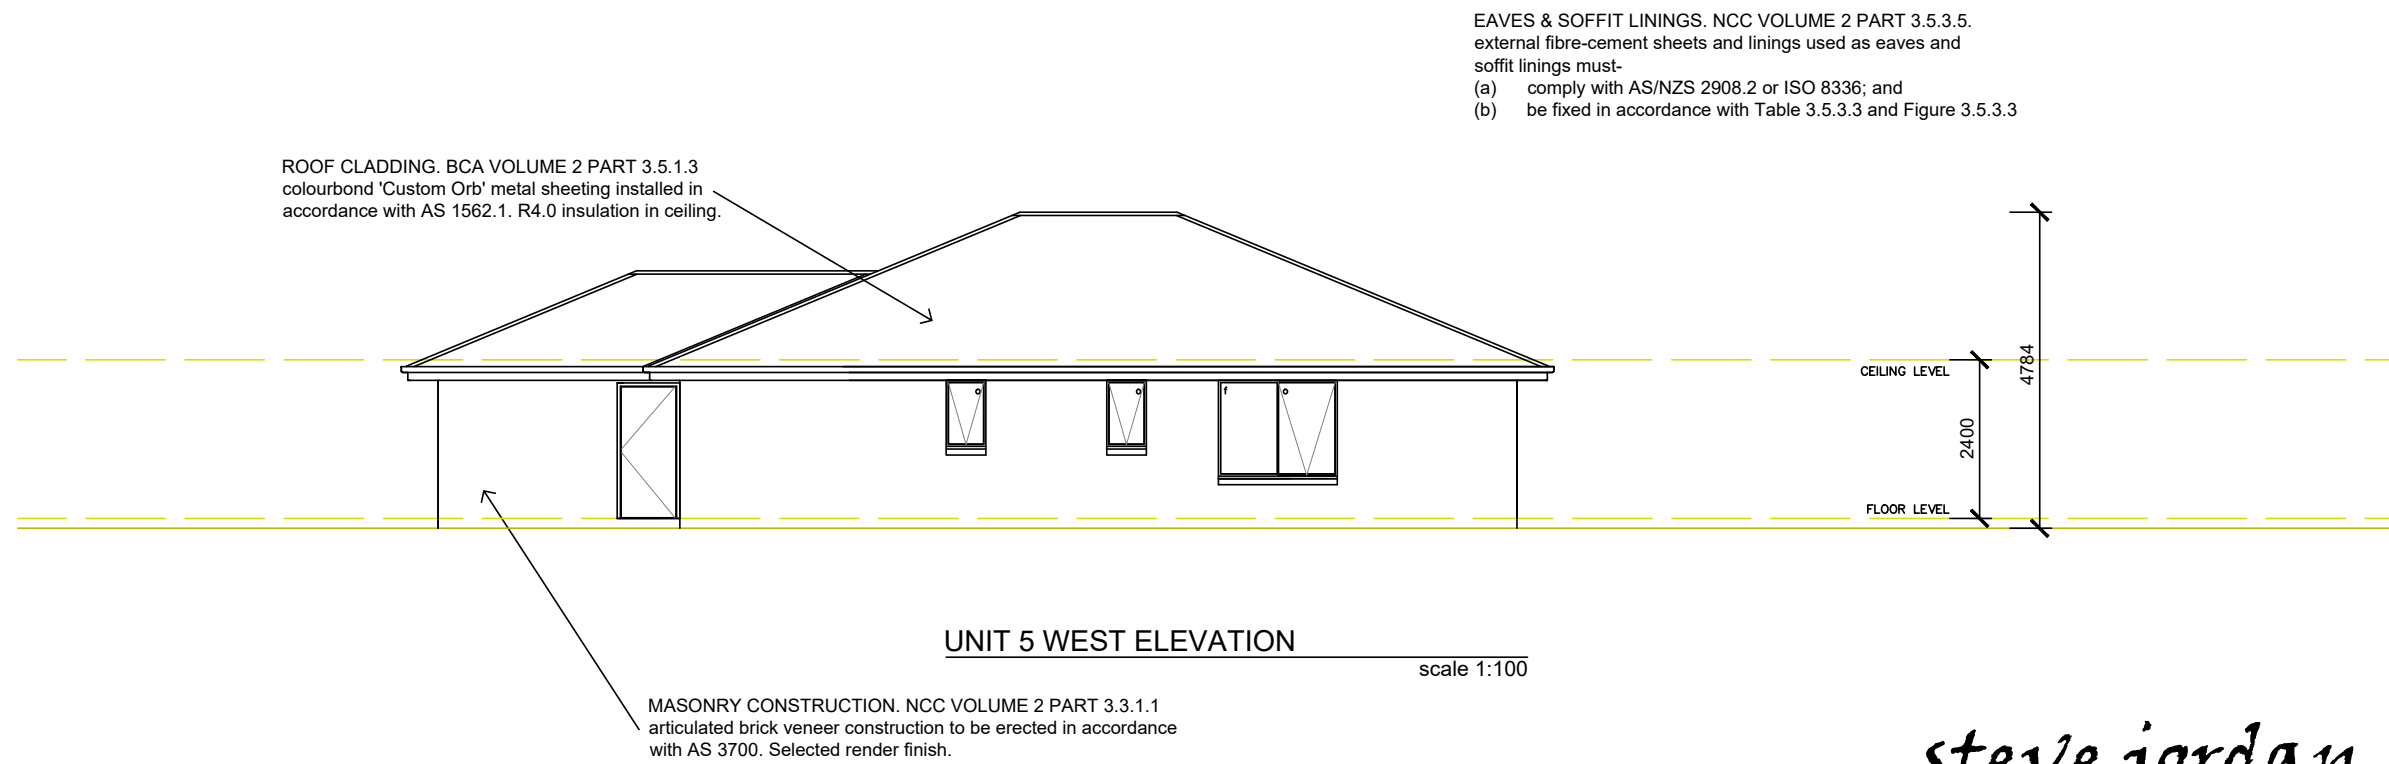 EAVES & SOFFIT LININGS. NCC VOLUME 2 PART 3.5.3.5.
external fibre-cement sheets and linings used as eaves and
soffit linings must-
(a) comply with AS/NZS 2908.2 or ISO 8336; and
(b) be fixed in accordance with Table 3.5.3.3 and Figure 3.5.3.3
ROOF CLADDING. BCA VOLUME 2 PART 3.5.1.3
colourbond 'Custom Orb' metal sheeting installed in
accordance with AS 1562.1. R4.0 insulation in ceiling.
CEILING LEVEL
4784
2400
FLOOR LEVEL
o
o
f
o
UNIT 5 WEST ELEVATION
scale 1:100
MASONRY CONSTRUCTION. NCC VOLUME 2 PART 3.3.1.1
articulated brick veneer construction to be erected in accordance
with AS 3700. Selected render finish.
steve jordan